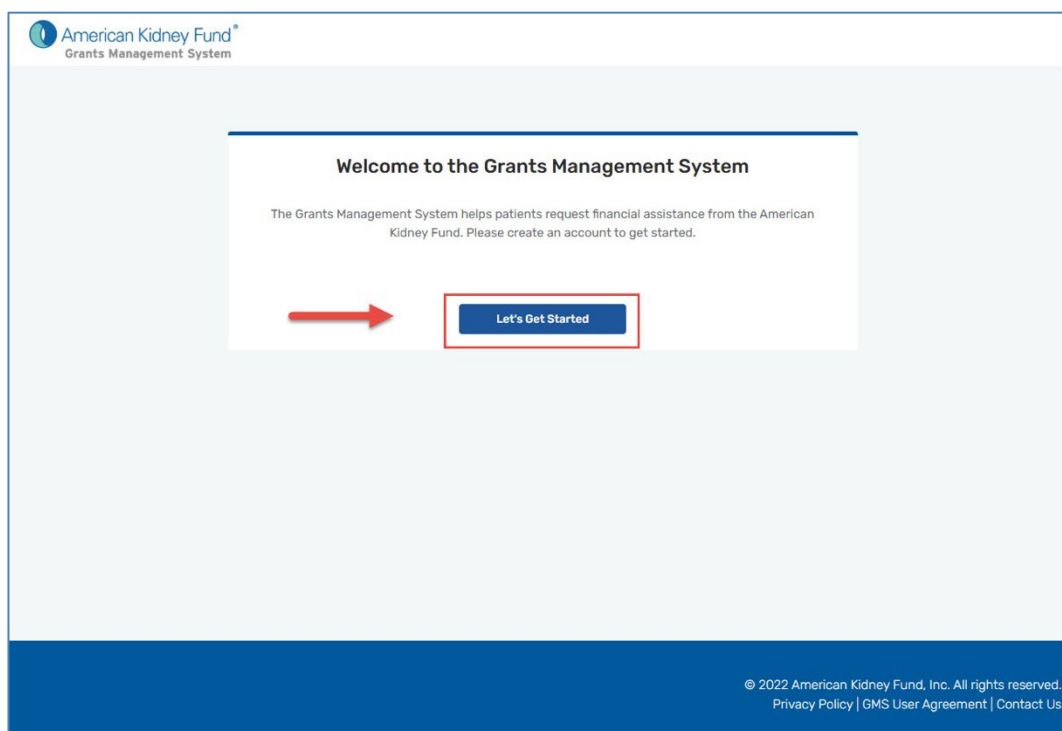 American Kidney Fund®
Grants Management System
Welcome to the Grants Management System
The Grants Management System helps patients request financial assistance from the American
Kidney Fund. Please create an account to get started.
Let's Get Started
© 2022 American Kidney Fund, Inc. All rights reserved.
Privacy Policy | GMS User Agreement | Contact Us